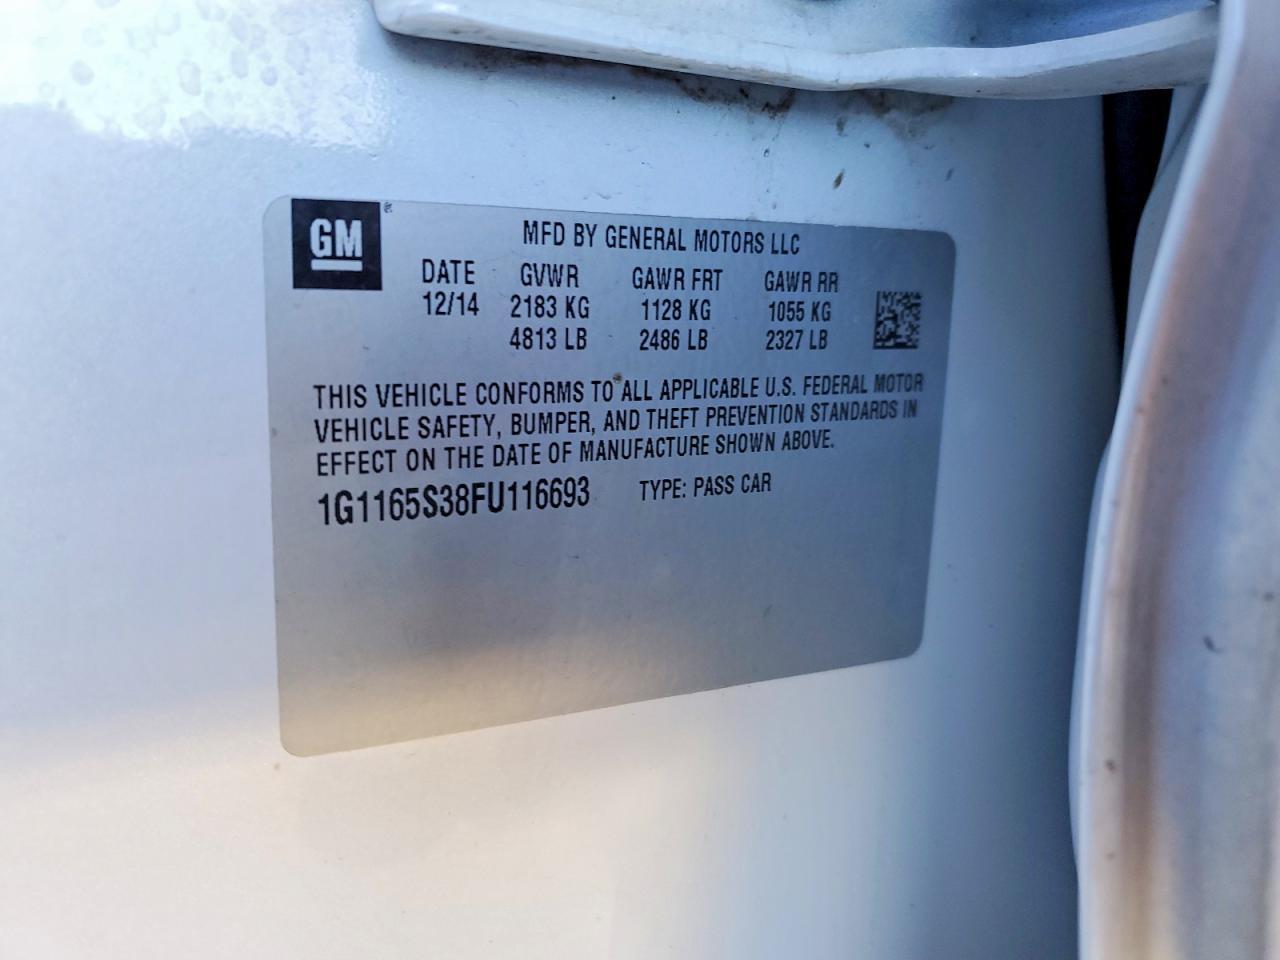 GM
MFD BY GENERAL MOTORS LLC
DATE GVWR GAWR FRT GAWR RR
12/14 2183 KG 1128 KG 1055 KG
4813 LB 2486 LB 2327 LB
THIS VEHICLE CONFORMS TO ALL APPLICABLE U.S. FEDERAL MOTOR
VEHICLE SAFETY, BUMPER, AND THEFT PREVENTION STANDARDS IN
EFFECT ON THE DATE OF MANUFACTURE SHOWN ABOVE.
1G1165S38FU116693 TYPE: PASS CAR